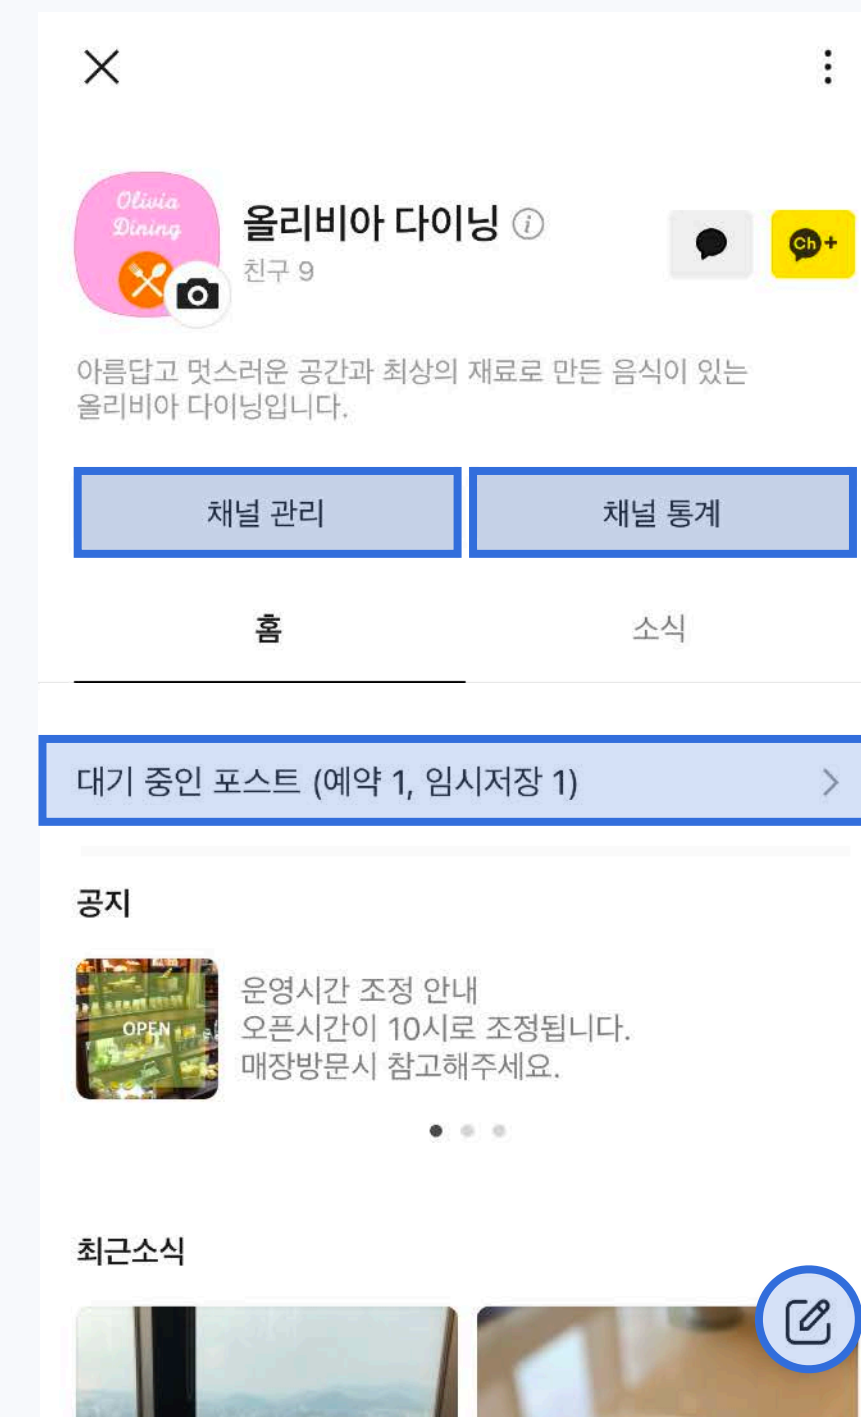 Olivia
Dining
올리비아 다이닝
친구 9
Ch+
아름답고 멋스러운 공간과 최상의 재료로 만든 음식이 있는
올리비아 다이닝입니다.
채널 관리
채널 통계
홈
소식
대기 중인 포스트 (예약 1, 임시저장 1)
공지
OPEN
운영시간 조정 안내
오픈시간이 10시로 조정됩니다.
매장방문시 참고해주세요.
최근소식